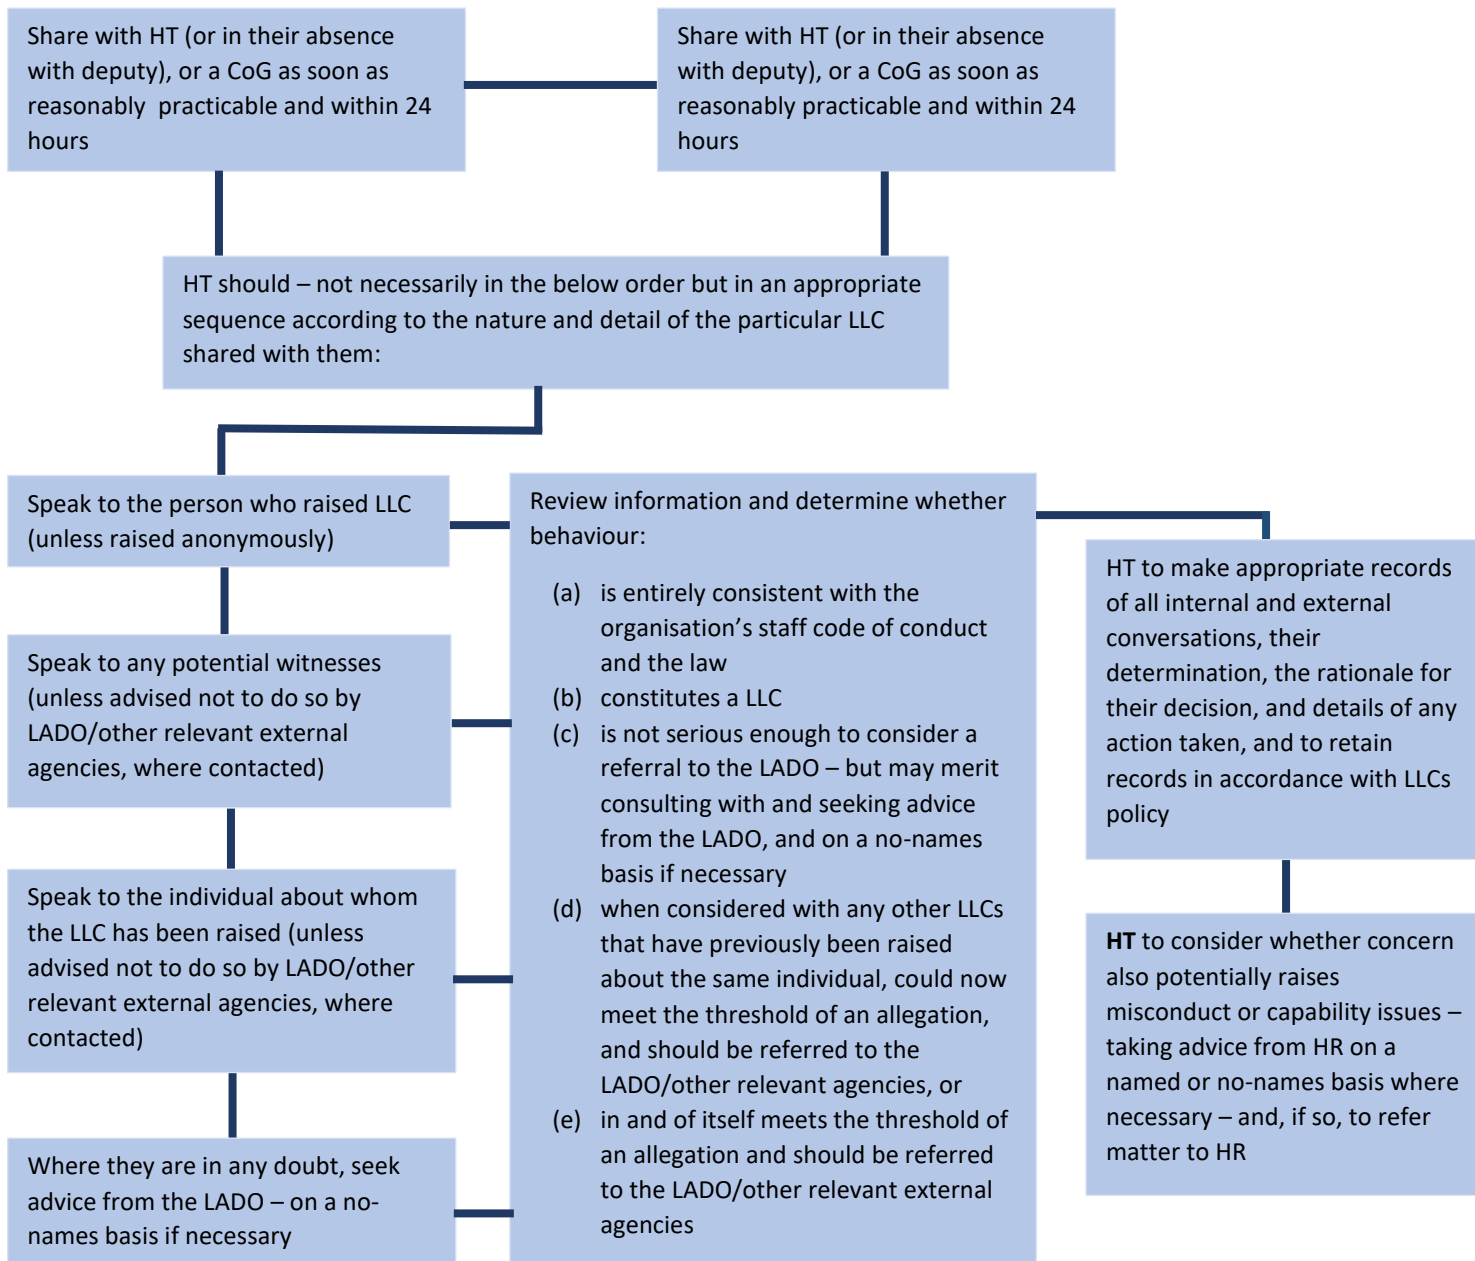 Share with HT (or in their absence
with deputy), or a CoG as soon as
reasonably  practicable and within 24
hours
Share with HT (or in their absence
with deputy), or a CoG as soon as
reasonably practicable and within 24
hours
HT should – not necessarily in the below order but in an appropriate
sequence according to the nature and detail of the particular LLC
shared with them:
Speak to the person who raised LLC
(unless raised anonymously)
Speak to any potential witnesses
(unless advised not to do so by
LADO/other relevant external
agencies, where contacted)
Speak to the individual about whom
the LLC has been raised (unless
advised not to do so by LADO/other
relevant external agencies, where
contacted)
Where they are in any doubt, seek
advice from the LADO – on a no-
names basis if necessary
Review information and determine whether
behaviour:
(a) is entirely consistent with the
organisation’s staff code of conduct
and the law
(b) constitutes a LLC
(c) is not serious enough to consider a
referral to the LADO – but may merit
consulting with and seeking advice
from the LADO, and on a no-names
basis if necessary
(d) when considered with any other LLCs
that have previously been raised
about the same individual, could now
meet the threshold of an allegation,
and should be referred to the
LADO/other relevant agencies, or
(e) in and of itself meets the threshold of
an allegation and should be referred
to the LADO/other relevant external
agencies
HT to make appropriate records
of all internal and external
conversations, their
determination, the rationale for
their decision, and details of any
action taken, and to retain
records in accordance with LLCs
policy
HT to consider whether concern
also potentially raises
misconduct or capability issues –
taking advice from HR on a
named or no-names basis where
necessary – and, if so, to refer
matter to HR